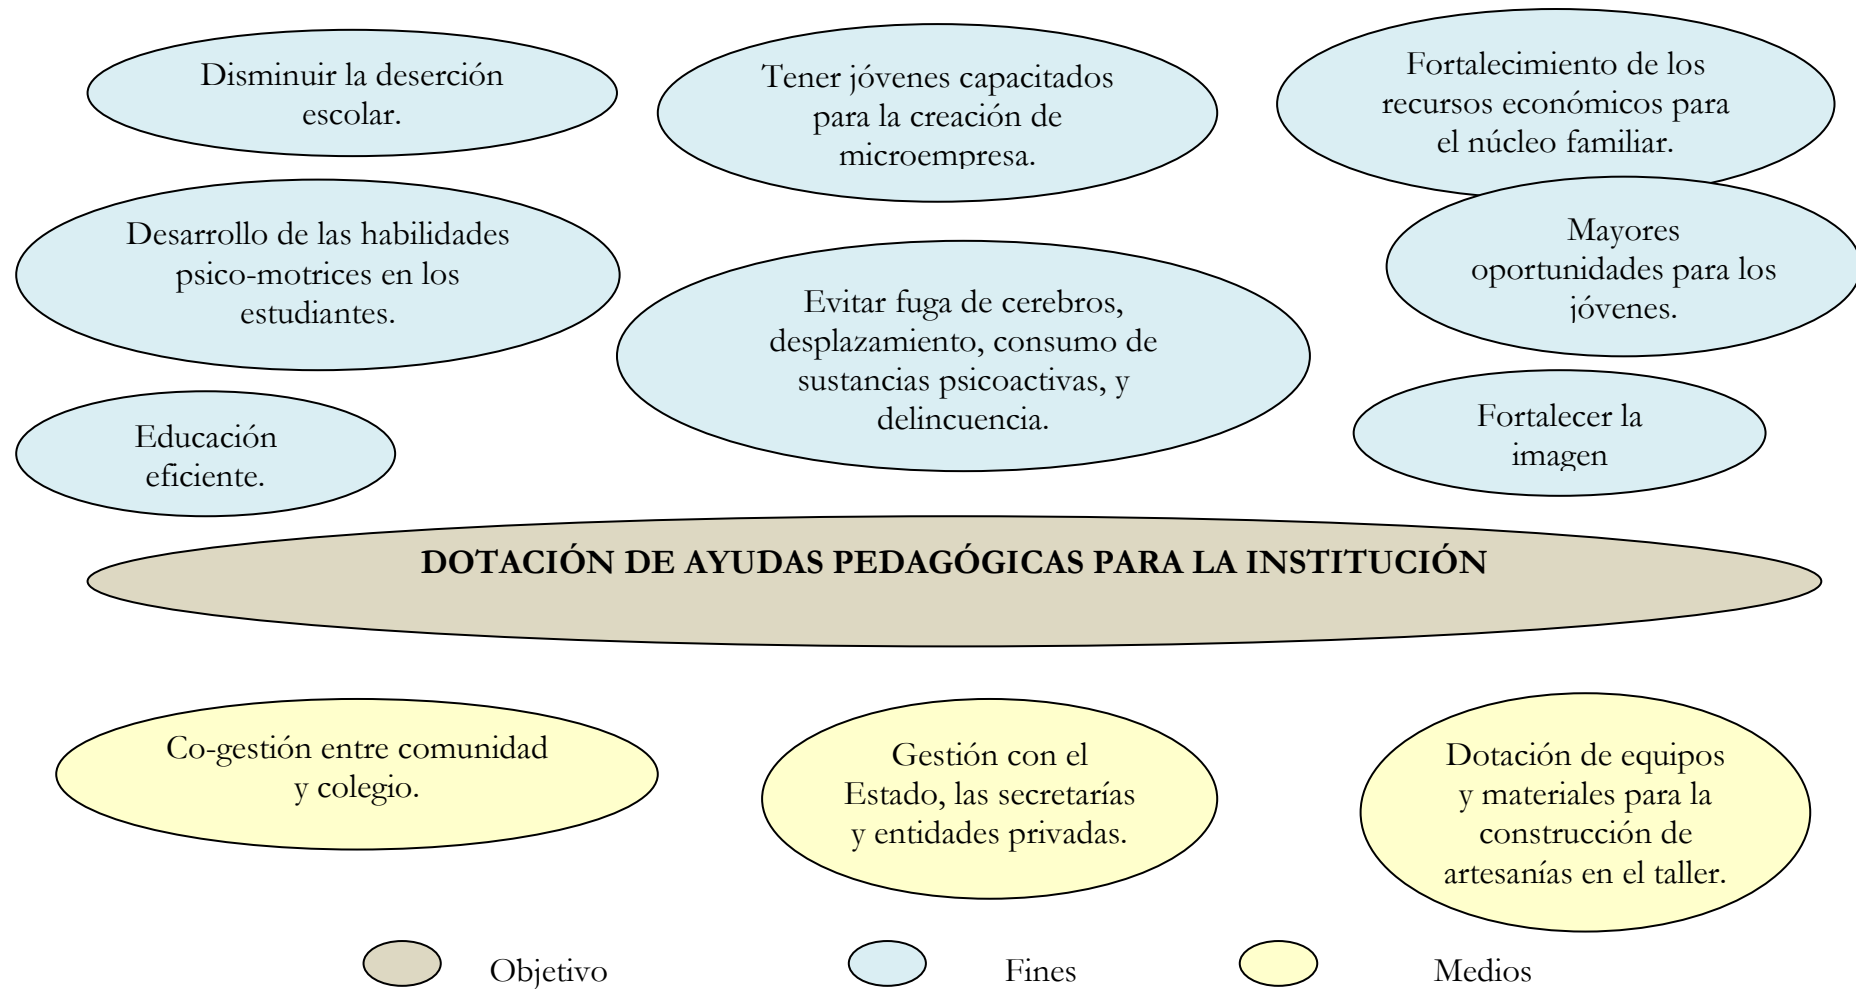 Disminuir la deserción
escolar.
Tener jóvenes capacitados
para la creación de
microempresa.
Fortalecimiento de los
recursos económicos para
el núcleo familiar.
Desarrollo de las habilidades
psico-motrices en los
estudiantes.
Evitar fuga de cerebros,
desplazamiento, consumo de
sustancias psicoactivas, y
delincuencia.
Mayores
oportunidades para los
jóvenes.
Educación
eficiente.
Fortalecer la
imagen
DOTACIÓN DE AYUDAS PEDAGÓGICAS PARA LA INSTITUCIÓN
Co-gestión entre comunidad
y colegio.
Gestión con el
Estado, las secretarías
y entidades privadas.
Dotación de equipos
y materiales para la
construcción de
artesanías en el taller.
Objetivo
Fines
Medios